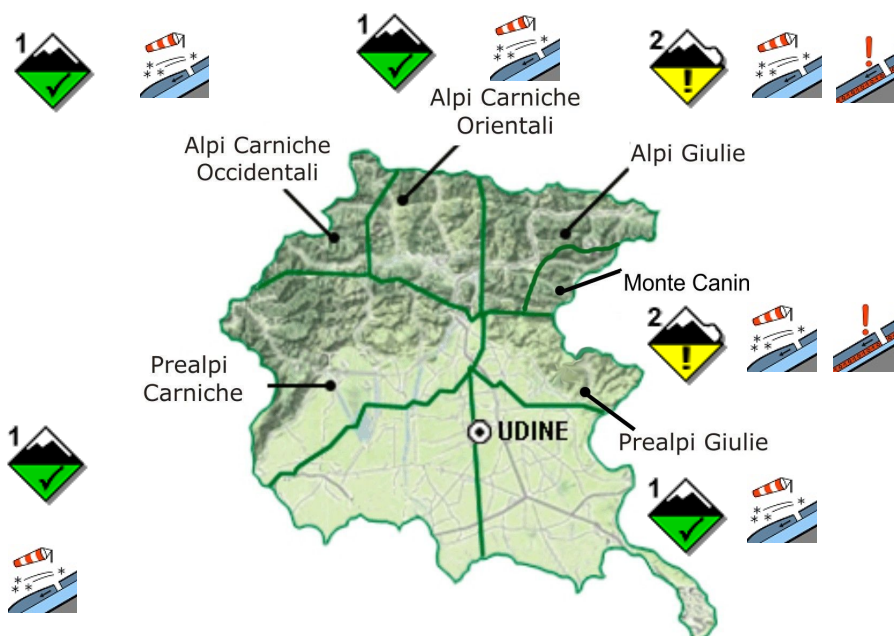 1
1
2
!
!
Alpi Carniche
Orientali
Alpi Carniche
Occidentali
Alpi Giulie
Monte Canin
2
!
!
Prealpi
Carniche
1
UDINE
Prealpi Giulie
1